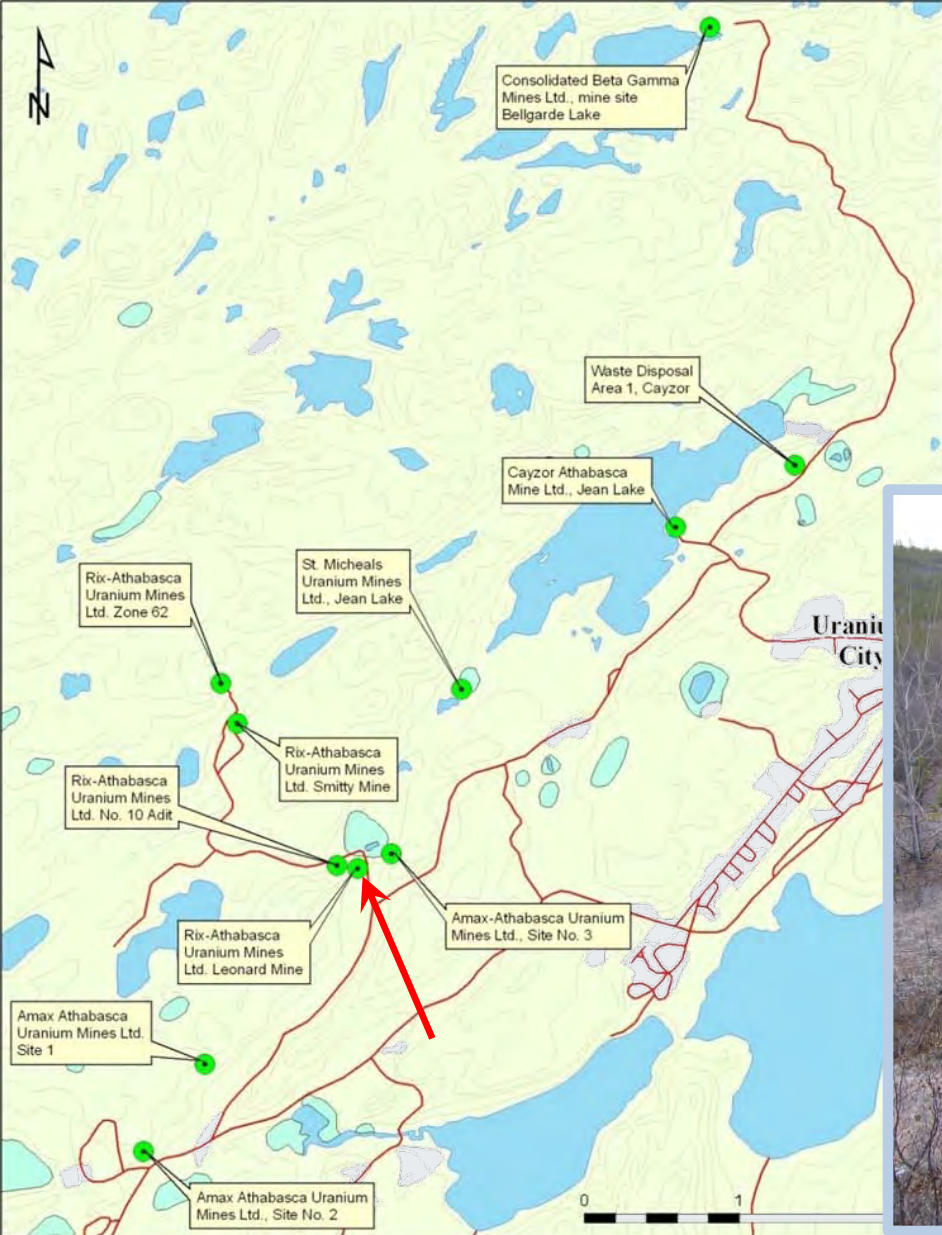 N
Consolidated Beta Gamma
Mines Ltd., mine site
Bellgarde Lake
Waste Disposal
Area 1, Cayzor
Cayzor Athabasca
Mine Ltd., Jean Lake
St. Micheals
Uranium Mines
Ltd., Jean Lake
Rix-Athabasca
Uranium Mines
Ltd. Zone 62
Uraniu
City
Rix-Athabasca
Uranium Mines
Ltd. Smitty Mine
Rix-Athabasca
Uranium Mines
Ltd. No. 10 Adit
Amax-Athabasca Uranium
Mines Ltd., Site No. 3
Rix-Athabasca
Uranium Mines
Ltd. Leonard Mine
Amax Athabasca
Uranium Mines Ltd.
Site 1
Amax Athabasca Uranium
Mines Ltd., Site No. 2
0 1